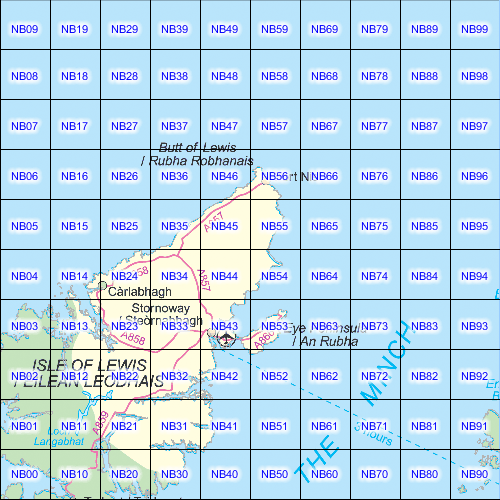 NB09 NB19 NB29 NB39 NB49 NB59 NB69 NB79 NB89 NB99
NB08 NB18 NB28 NB38 NB48 NB58 NB68 NB78 NB88 NB98
NB07 NB17 NB27 NB37 NB47 NB57 NB67 NB77 NB87 NB97
Butt of Lewis
/ Rubha Robhanais
NB06 NB16 NB26 NB36 NB46 NB56 NB66 NB76 NB86 NB96
NB05 NB15 NB25 NB35 NB45 NB55 NB65 NB75 NB85 NB95
A857
NB04 NB14 NB24 NB34 NB44 NB54 NB64 NB74 NB84 NB94
A857
Càrlabhagh
Stornoway
/ Steòrnabhagh
NB03 NB13 NB23 NB33 NB43 NB53 NB63 NB73 NB83 NB93
A858
A866
/ An Rubha
ISLE OF LEWIS
/ EILEAN LEÒDHAIS
NB02 NB12 NB22 NB32 NB42 NB52 NB62 NB72 NB82 NB92
THE MINCH
NB01 NB11 NB21 NB31 NB41 NB51 NB61 NB71 NB81 NB91
A859
Langabhat
NB00 NB10 NB20 NB30 NB40 NB50 NB60 NB70 NB80 NB90